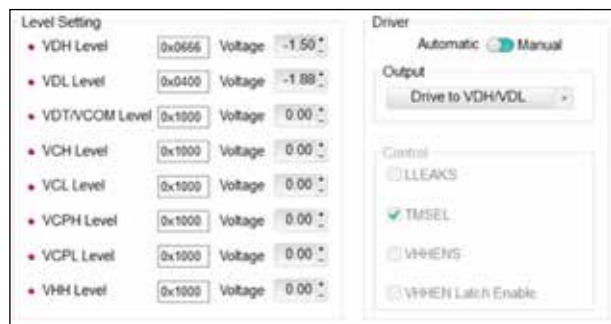 Level Setting
VDH Level 0x0666 Voltage -1.50
VDL Level 0x0400 Voltage -1.88
VDT/VCOM Level 0x1000 Voltage 0.00
VCH Level 0x1000 Voltage 0.00
VCL Level 0x1000 Voltage 0.00
VCPH Level 0x1000 Voltage 0.00
VCPL Level 0x1000 Voltage 0.00
VHH Level 0x1000 Voltage 0.00
Driver
Automatic Manual
Output
Drive to VDH/VDL
Control
LLEAKS
TMSEL
VHHENS
VHHEN Latch Enable